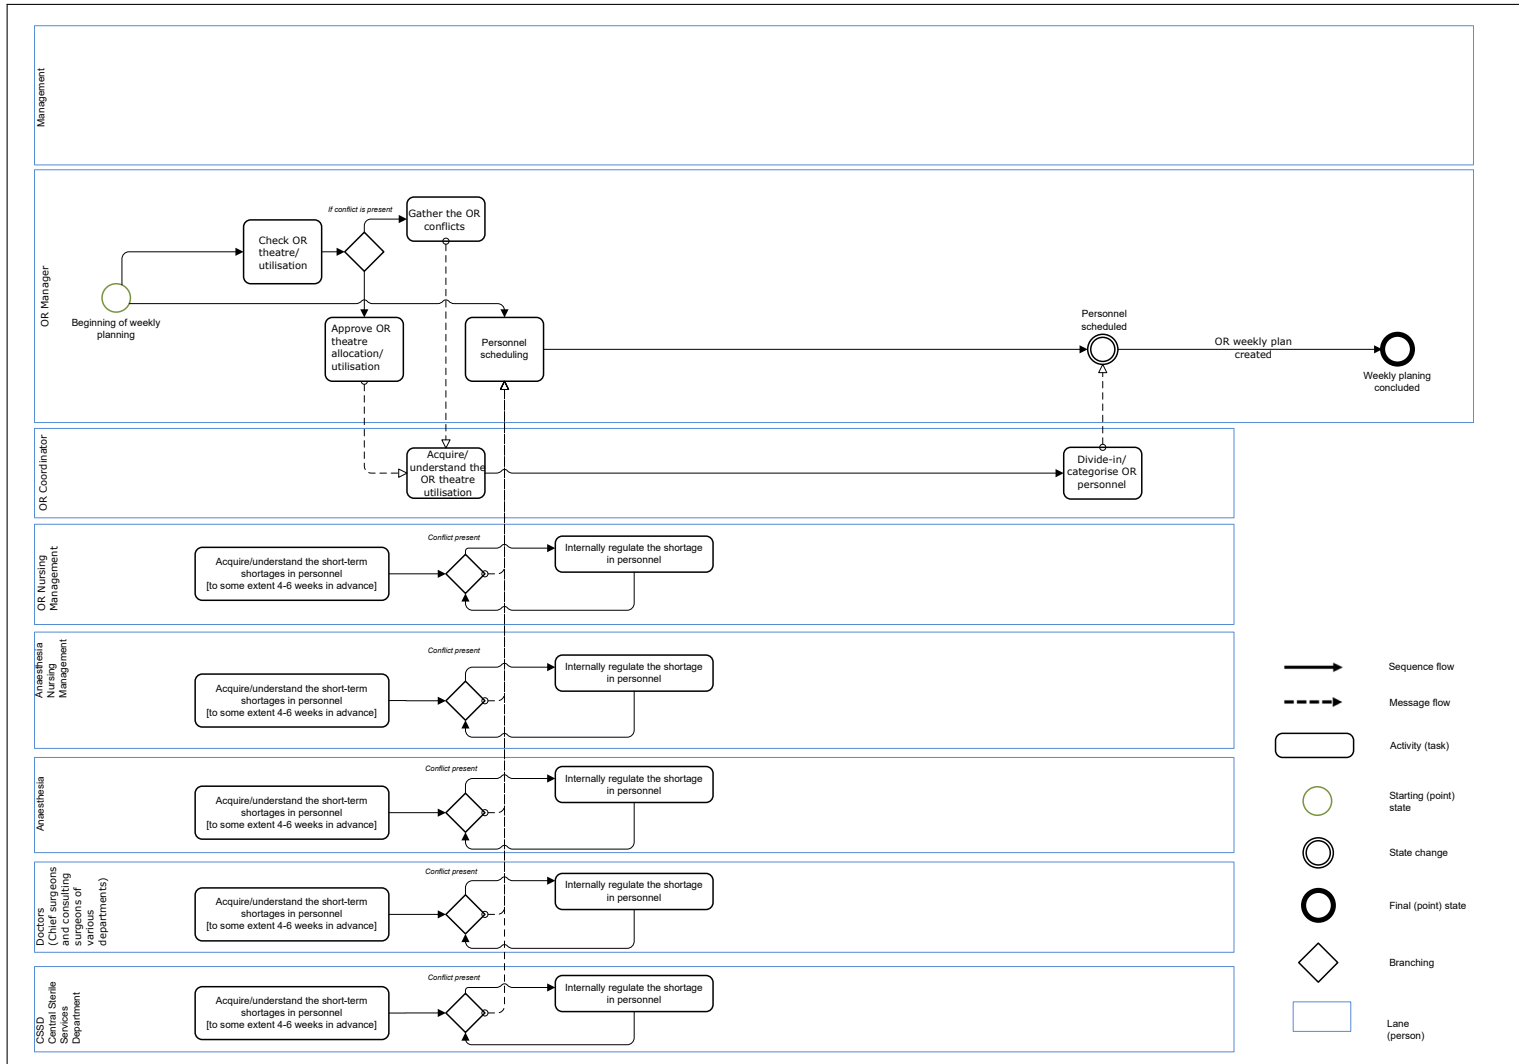 Management
OR Manager
If conflict is present
Gather the OR
conflicts
Check OR
theatre/
utilisation
Beginning of weekly
planning
Approve OR
theatre
allocation/
utilisation
Personnel
scheduling
Personnel
scheduled
OR weekly plan
created
Weekly planing
concluded
OR Coordinator
Acquire/
understand the
OR theatre
utilisation
Divide-in/
categorise OR
personnel
OR Nursing
Management
Conflict present
Acquire/understand the short-term
shortages in personnel
[to some extent 4-6 weeks in advance]
Internally regulate the shortage
in personnel
Anaesthesia
Nursing
Management
Conflict present
Acquire/understand the short-term
shortages in personnel
[to some extent 4-6 weeks in advance]
Internally regulate the shortage
in personnel
Anaesthesia
Conflict present
Acquire/understand the short-term
shortages in personnel
[to some extent 4-6 weeks in advance]
Internally regulate the shortage
in personnel
Doctors
(Chief surgeons
and consulting
surgeons of
various
departments)
Conflict present
Acquire/understand the short-term
shortages in personnel
[to some extent 4-6 weeks in advance]
Internally regulate the shortage
in personnel
CSSD
Central Sterile
Services
Department
Conflict present
Acquire/understand the short-term
shortages in personnel
[to some extent 4-6 weeks in advance]
Internally regulate the shortage
in personnel
Sequence flow
Message flow
Activity (task)
Starting (point)
state
State change
Final (point) state
Branching
Lane
(person)